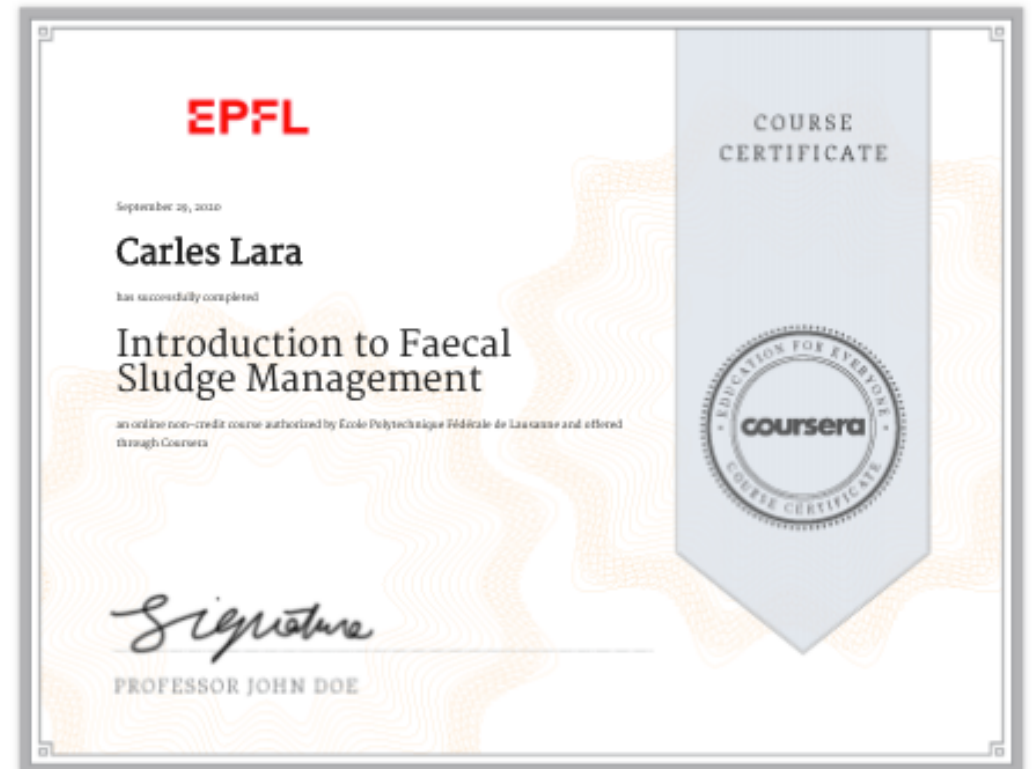 EPFL
September 29, 2020
Carles Lara
has successfully completed
Introduction to Faecal
Sludge Management
an online non-credit course authorized by École Polytechnique Fédérale de Lausanne and offered
through Coursera
Signature
PROFESSOR JOHN DOE
COURSE
CERTIFICATE
EDUCATION FOR EVERYONE
coursera
COURSE CERTIFICATE